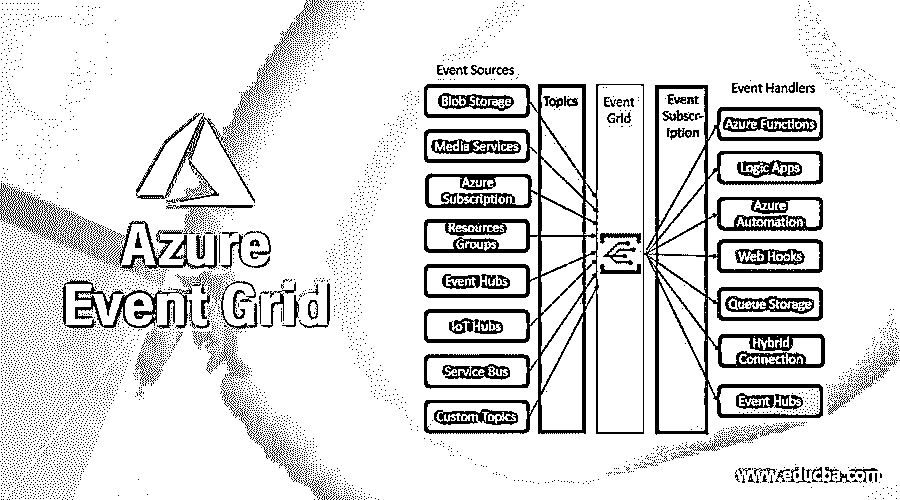 Azure
Event Grid
Event Sources
Blob Storage
Media Services
Azure
Subscription
Resources
Groups
Event Hubs
IoT Hubs
Service Bus
Custom Topics
Topics
Event
Grid
Event
Subscr-
iption
Event Handlers
Azure Functions
Logic Apps
Azure
Automation
Web Hooks
Queue Storage
Hybrid
Connection
Event Hubs
www.educba.com